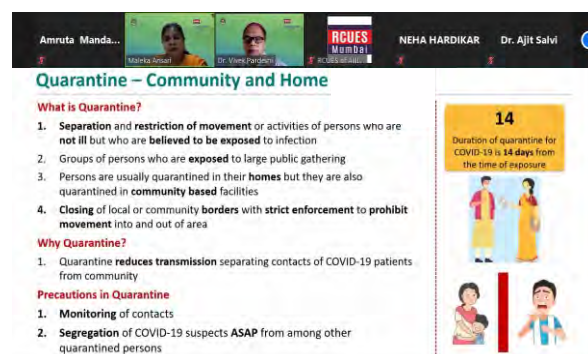 Amruta Manda...
RCUES
Mumbai
NEHA HARDIKAR
Dr. Ajit Salvi
Maleka Ansari
Dr. Vivek Pardeshi
Quarantine – Community and Home
What is Quarantine?
1. Separation and restriction of movement or activities of persons who are
not ill but who are believed to be exposed to infection
2. Groups of persons who are exposed to large public gathering
3. Persons are usually quarantined in their homes but they are also
quarantined in community based facilities
4. Closing of local or community borders with strict enforcement to prohibit
movement into and out of area
Why Quarantine?
1. Quarantine reduces transmission separating contacts of COVID-19 patients
from community
Precautions in Quarantine
1. Monitoring of contacts
2. Segregation of COVID-19 suspects ASAP from among other
quarantined persons
14
Duration of quarantine for
COVID-19 is 14 days from
the time of exposure